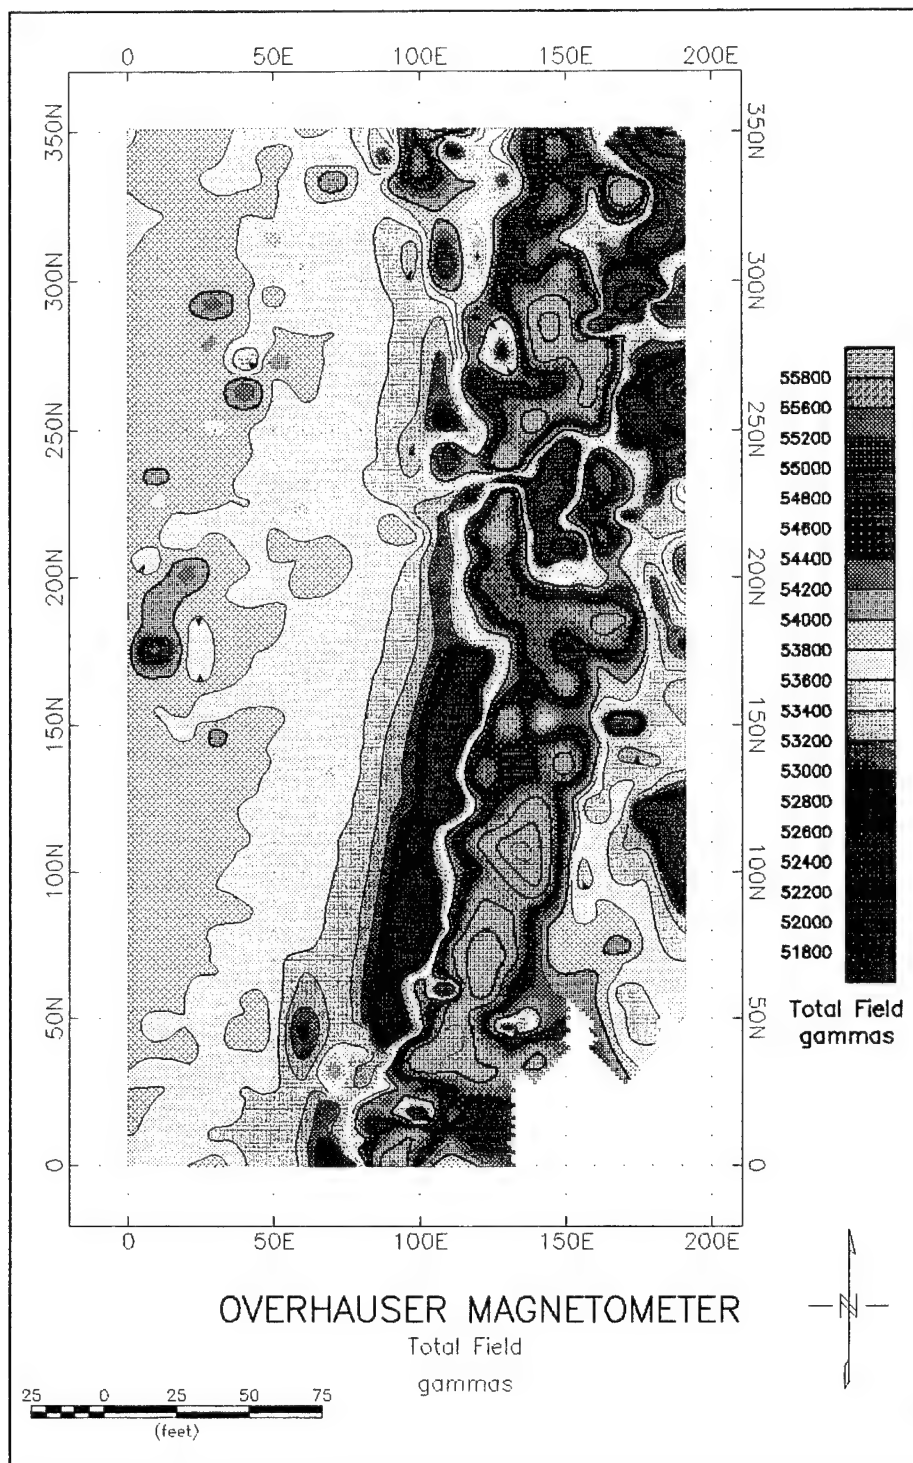 0 50E 100E 150E 200E
350N 350N
300N 300N
250N 250N
200N 200N
150N 150N
100N 100N
50N 50N
0 0
0 50E 100E 150E 200E
55800
55600
55200
55000
54800
54600
54400
54200
54000
53800
53600
53400
53200
53000
52800
52600
52400
52200
52000
51800
Total Field
gammas
OVERHAUSER MAGNETOMETER
Total Field
gammas
N
25 0 25 50 75
(feet)